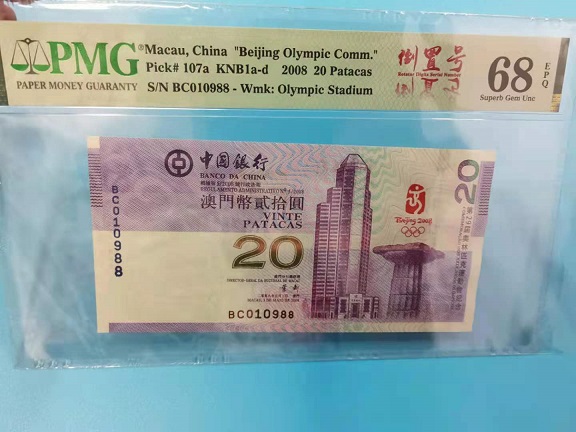 PMG
PAPER MONEY GUARANTY
Macau, China "Beijing Olympic Comm."
Pick# 107a KNB1a-d 2008 20 Patacas
S/N BC010988 - Wmk: Olympic Stadium
倒置号
Rotator Digits Serial Number
68
EPQ
Superb Gem Unc
中國銀行
BANCO DA CHINA
澳門幣貳拾圓
VINTE
PATACAS
20
BC010988
BC010988
Beijing 2008
20